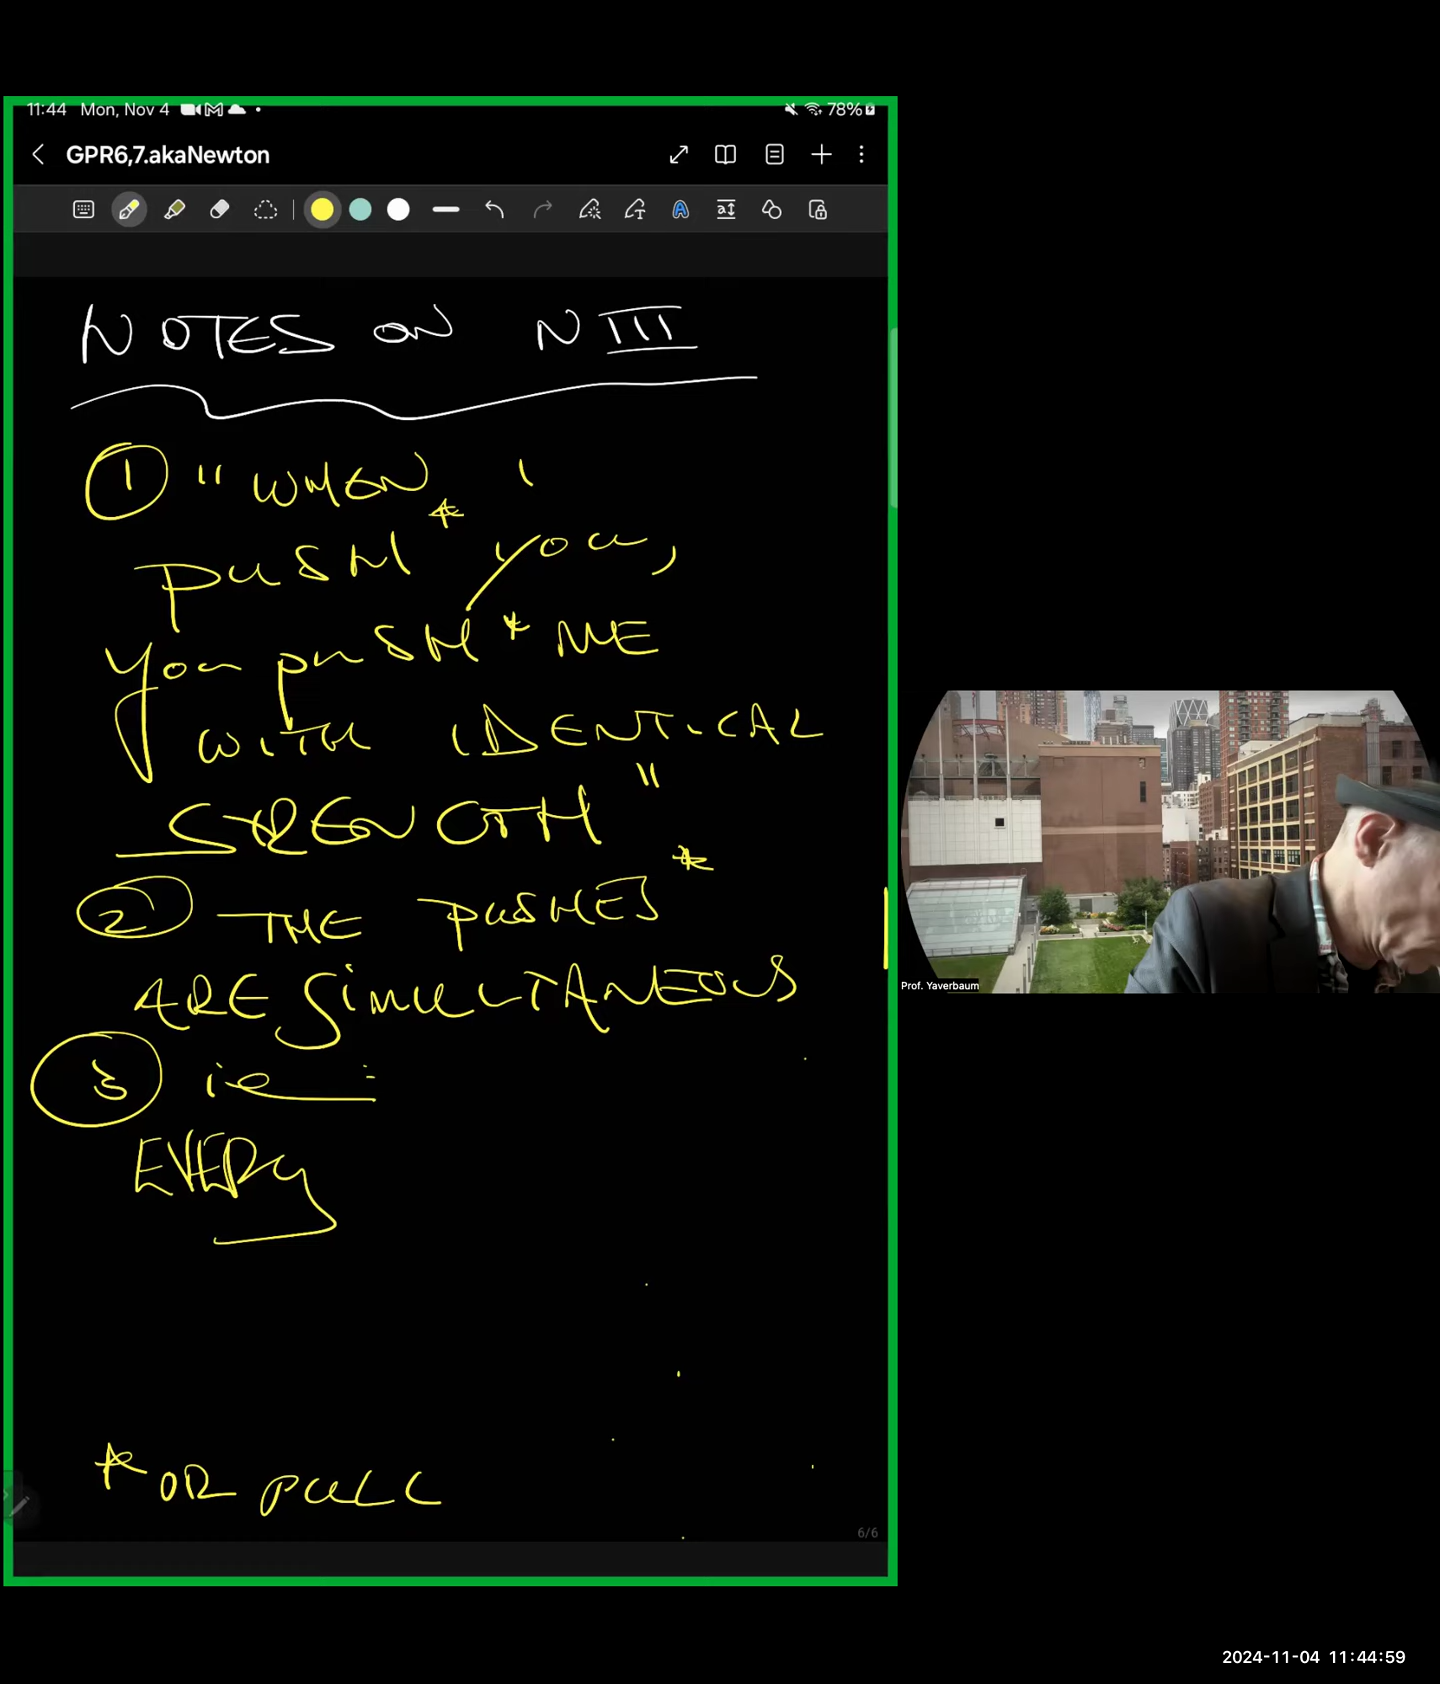 11:44 Mon, Nov 4 78%
GPR6,7.akaNewton
NOTES ON NIII
① "WHEN I
PUSH* you,
you puSH* ME
WITH IDENTICAL
STRENGTH"
② THE PUSHES*
ARE SIMULTANEOUS
③ ie :
EVERy
* OR PULL
6/6
Prof. Yaverbaum
2024-11-04 11:44:59